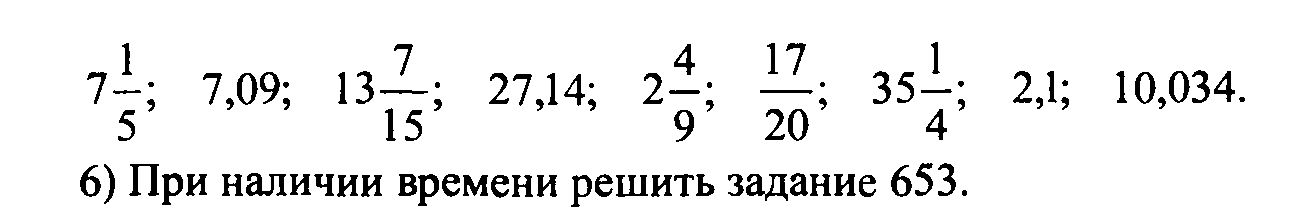 7 1/5; 7,09; 13 7/15; 27,14; 2 4/9; 17/20; 35 1/4; 2,1; 10,034.
6) При наличии времени решить задание 653.